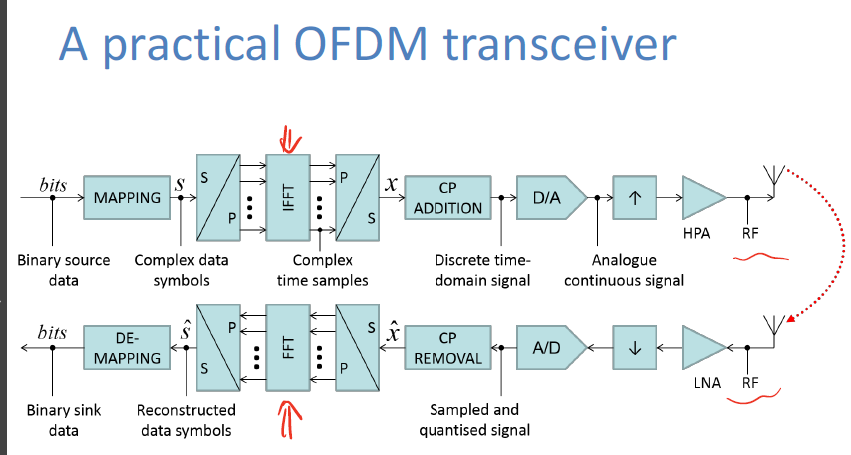 A practical OFDM transceiver
bits
MAPPING
s
S
P
IFFT
P
S
x
CP
ADDITION
D/A
↑
HPA
RF
Binary source
data
Complex data
symbols
Complex
time samples
Discrete time-
domain signal
Analogue
continuous signal
bits
DE-
MAPPING
ŝ
P
S
FFT
S
P
x̂
CP
REMOVAL
A/D
↓
LNA
RF
Binary sink
data
Reconstructed
data symbols
Sampled and
quantised signal